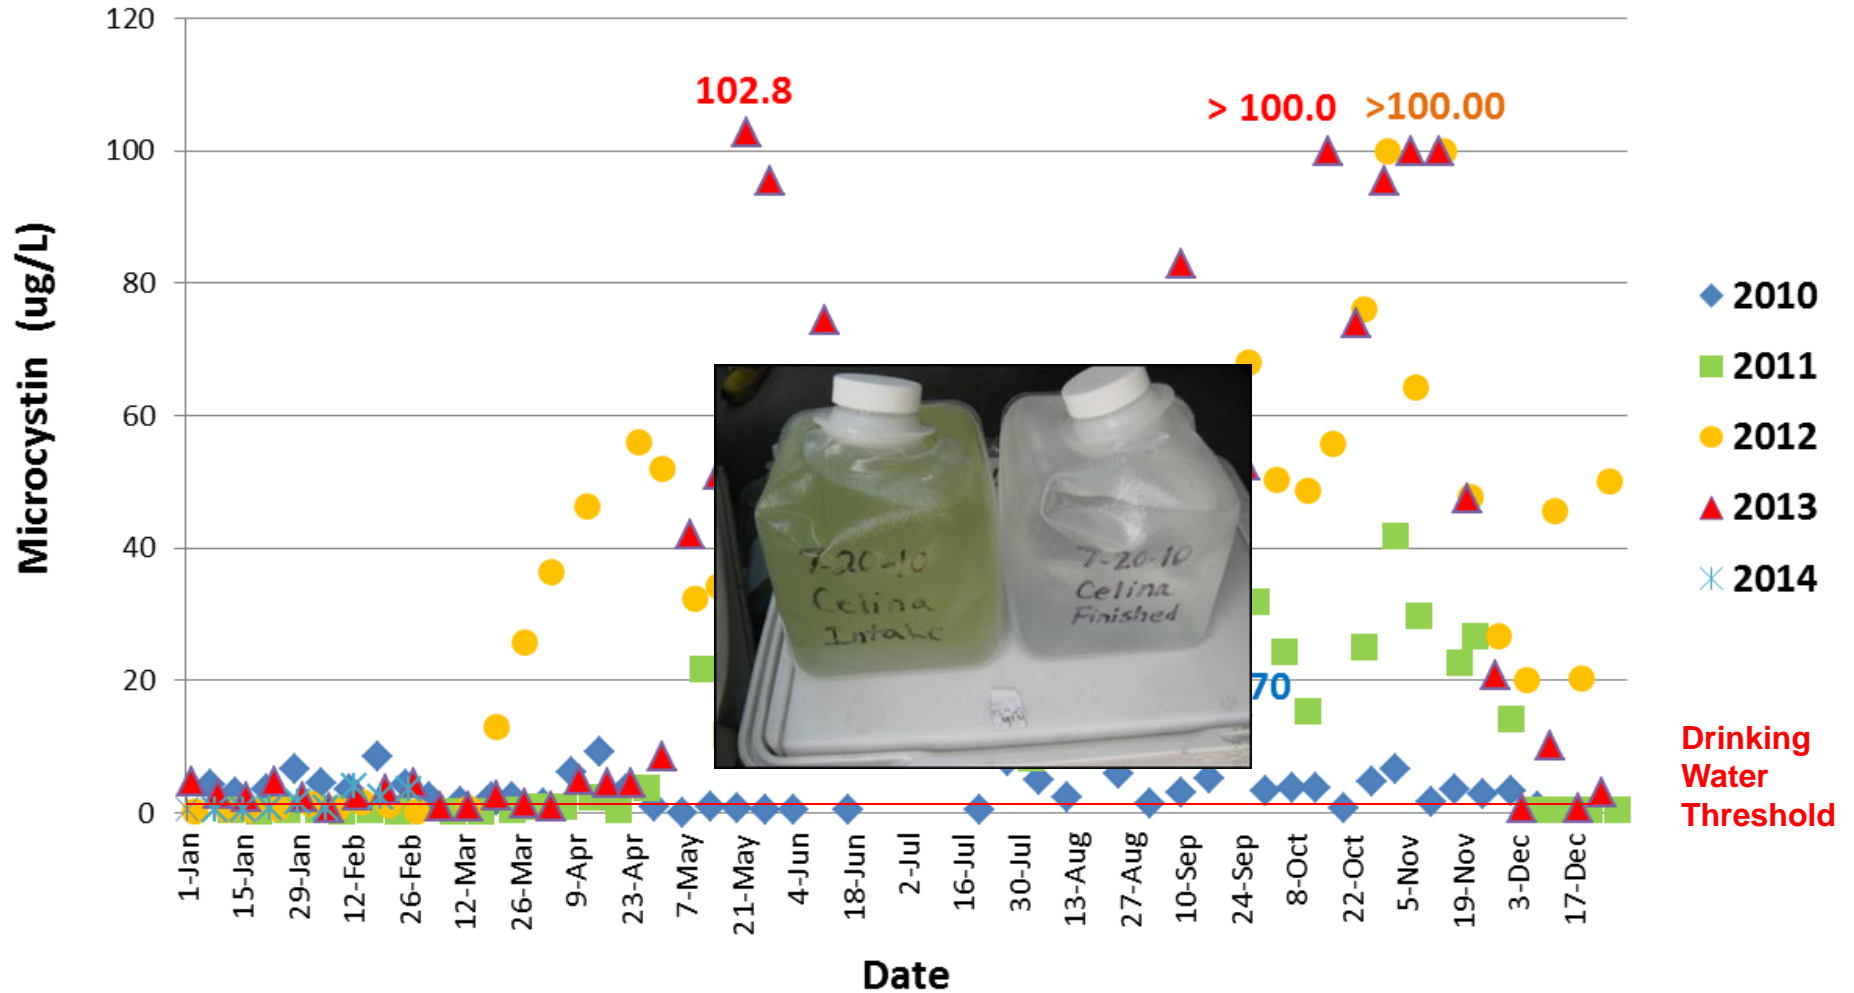 120
100
80
60
40
20
0
Microcystin (ug/L)
102.8
> 100.0
>100.00
70
7-20-10
Celina
Intake
7-20-10
Celina
Finished
2010
2011
2012
2013
2014
Drinking
Water
Threshold
1-Jan
15-Jan
29-Jan
12-Feb
26-Feb
12-Mar
26-Mar
9-Apr
23-Apr
7-May
21-May
4-Jun
18-Jun
2-Jul
16-Jul
30-Jul
13-Aug
27-Aug
10-Sep
24-Sep
8-Oct
22-Oct
5-Nov
19-Nov
3-Dec
17-Dec
Date